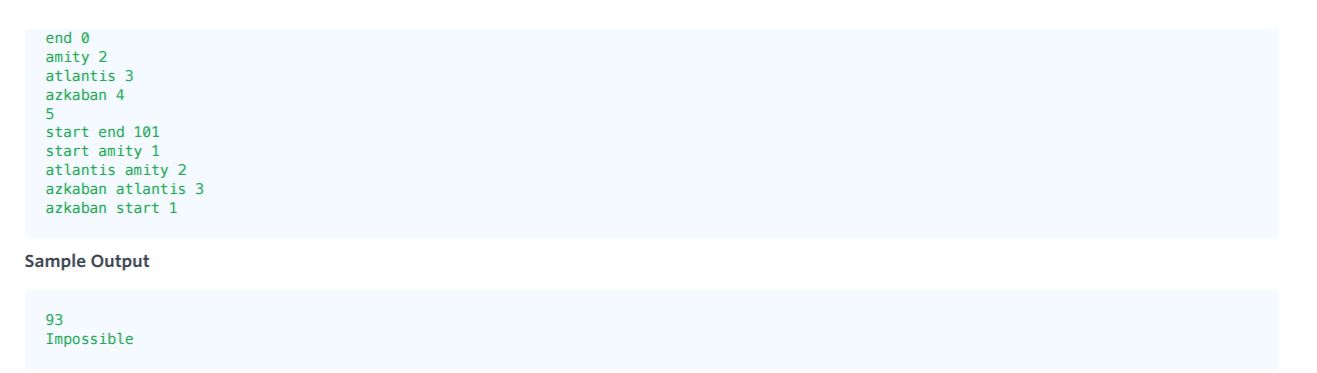 end 0
amity 2
atlantis 3
azkaban 4
5
start end 101
start amity 1
atlantis amity 2
azkaban atlantis 3
azkaban start 1
Sample Output
93
Impossible